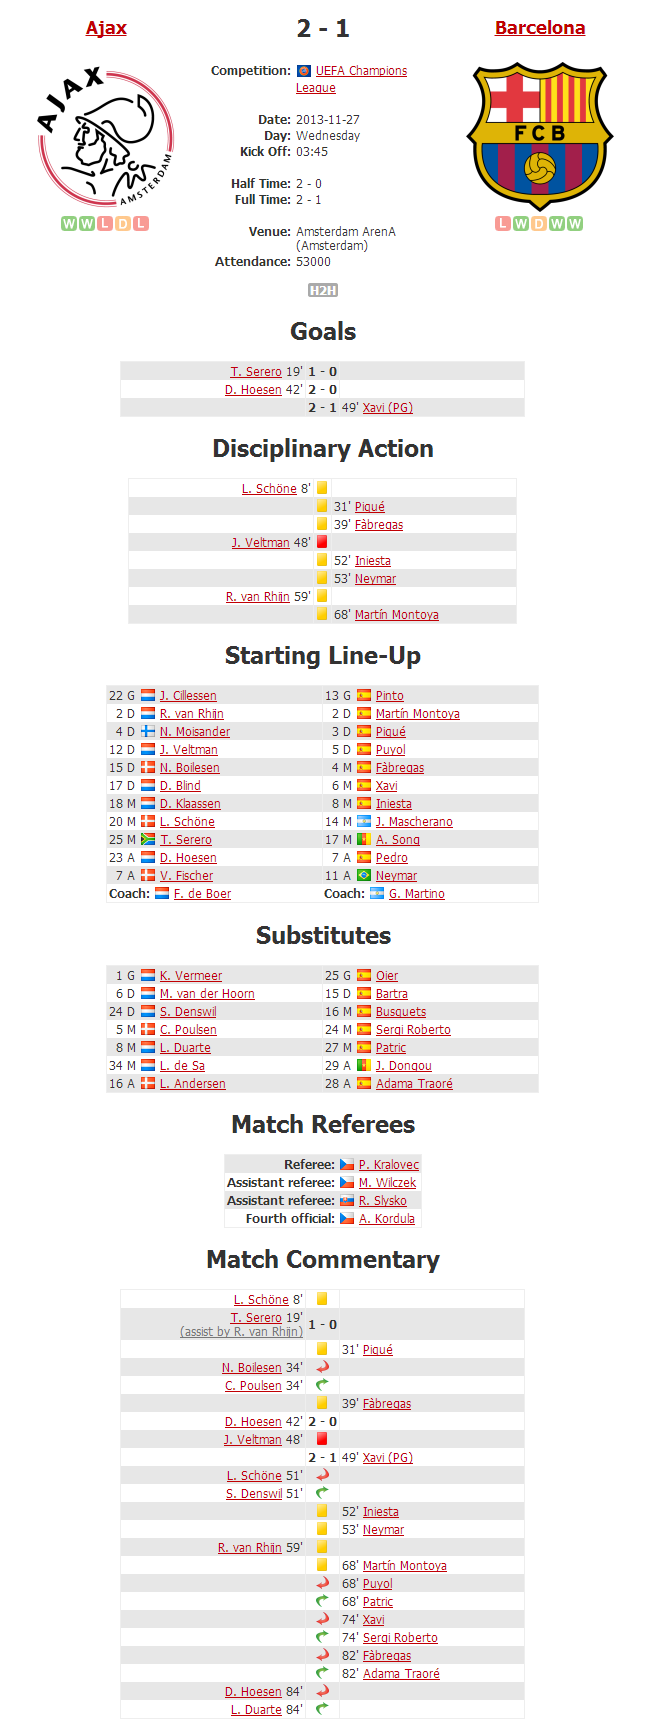 Ajax 2 - 1 Barcelona
AJAX
AMSTERDAM
FCB
Competition: UEFA Champions
League
Date: 2013-11-27
Day: Wednesday
Kick Off: 03:45
Half Time: 2 - 0
Full Time: 2 - 1
W W L D L
L W D W W
Venue: Amsterdam ArenA
(Amsterdam)
Attendance: 53000
H2H
Goals
T. Serero 19' 1 - 0
D. Hoesen 42' 2 - 0
2 - 1 49' Xavi (PG)
Disciplinary Action
L. Schöne 8'
31' Piqué
39' Fàbregas
J. Veltman 48'
52' Iniesta
53' Neymar
R. van Rhijn 59'
68' Martín Montoya
Starting Line-Up
22 G J. Cillessen 13 G Pinto
2 D R. van Rhijn 2 D Martín Montoya
4 D N. Moisander 3 D Piqué
12 D J. Veltman 5 D Puyol
15 D N. Boilesen 4 M Fàbregas
17 D D. Blind 6 M Xavi
18 M D. Klaassen 8 M Iniesta
20 M L. Schöne 14 M J. Mascherano
25 M T. Serero 17 M A. Song
23 A D. Hoesen 7 A Pedro
7 A V. Fischer 11 A Neymar
Coach: F. de Boer Coach: G. Martino
Substitutes
1 G K. Vermeer 25 G Oier
6 D M. van der Hoorn 15 D Bartra
24 D S. Denswil 16 M Busquets
5 M C. Poulsen 24 M Sergi Roberto
8 M L. Duarte 27 M Patric
34 M L. de Sa 29 A J. Dongou
16 A L. Andersen 28 A Adama Traoré
Match Referees
Referee: P. Kralovec
Assistant referee: M. Wilczek
Assistant referee: R. Slysko
Fourth official: A. Kordula
Match Commentary
L. Schöne 8'
T. Serero 19' 1 - 0
(assist by R. van Rhijn)
31' Piqué
N. Boilesen 34'
C. Poulsen 34'
39' Fàbregas
D. Hoesen 42' 2 - 0
J. Veltman 48'
2 - 1 49' Xavi (PG)
L. Schöne 51'
S. Denswil 51'
52' Iniesta
53' Neymar
R. van Rhijn 59'
68' Martín Montoya
68' Puyol
68' Patric
74' Xavi
74' Sergi Roberto
82' Fàbregas
82' Adama Traoré
D. Hoesen 84'
L. Duarte 84'